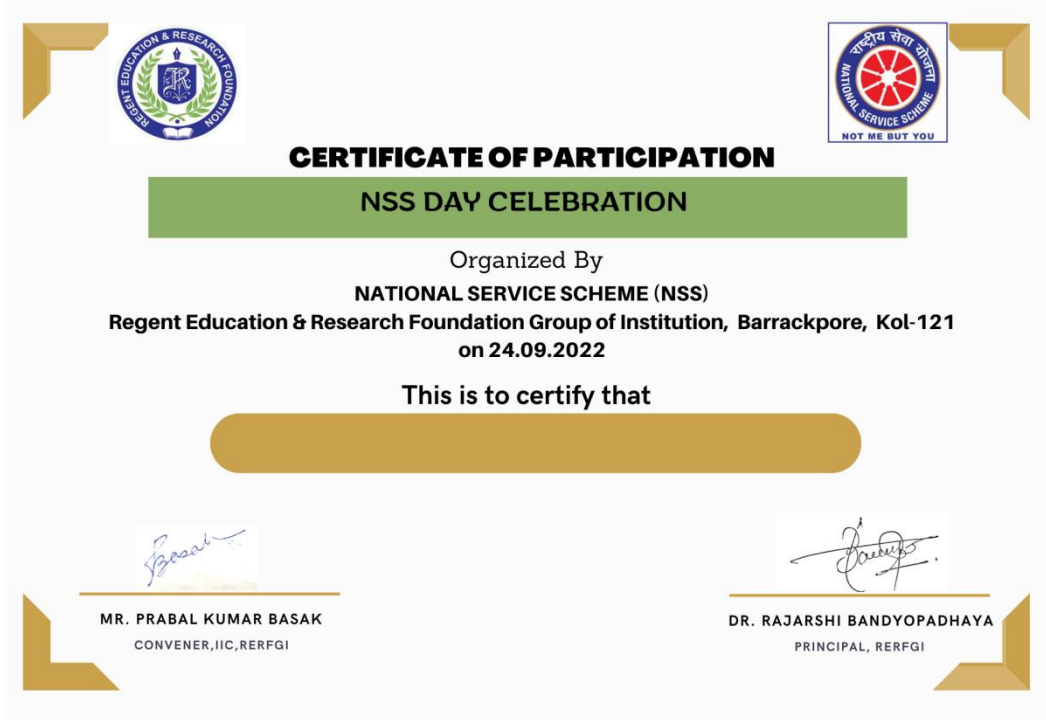 REGENT EDUCATION & RESEARCH FOUNDATION
R
राष्ट्रीय सेवा योजना
NATIONAL SERVICE SCHEME
NOT ME BUT YOU
CERTIFICATE OF PARTICIPATION
NSS DAY CELEBRATION
Organized By
NATIONAL SERVICE SCHEME (NSS)
Regent Education & Research Foundation Group of Institution, Barrackpore, Kol-121
on 24.09.2022
This is to certify that
PBasak
MR. PRABAL KUMAR BASAK
CONVENER,IIC,RERFGI
DR. RAJARSHI BANDYOPADHAYA
PRINCIPAL, RERFGI